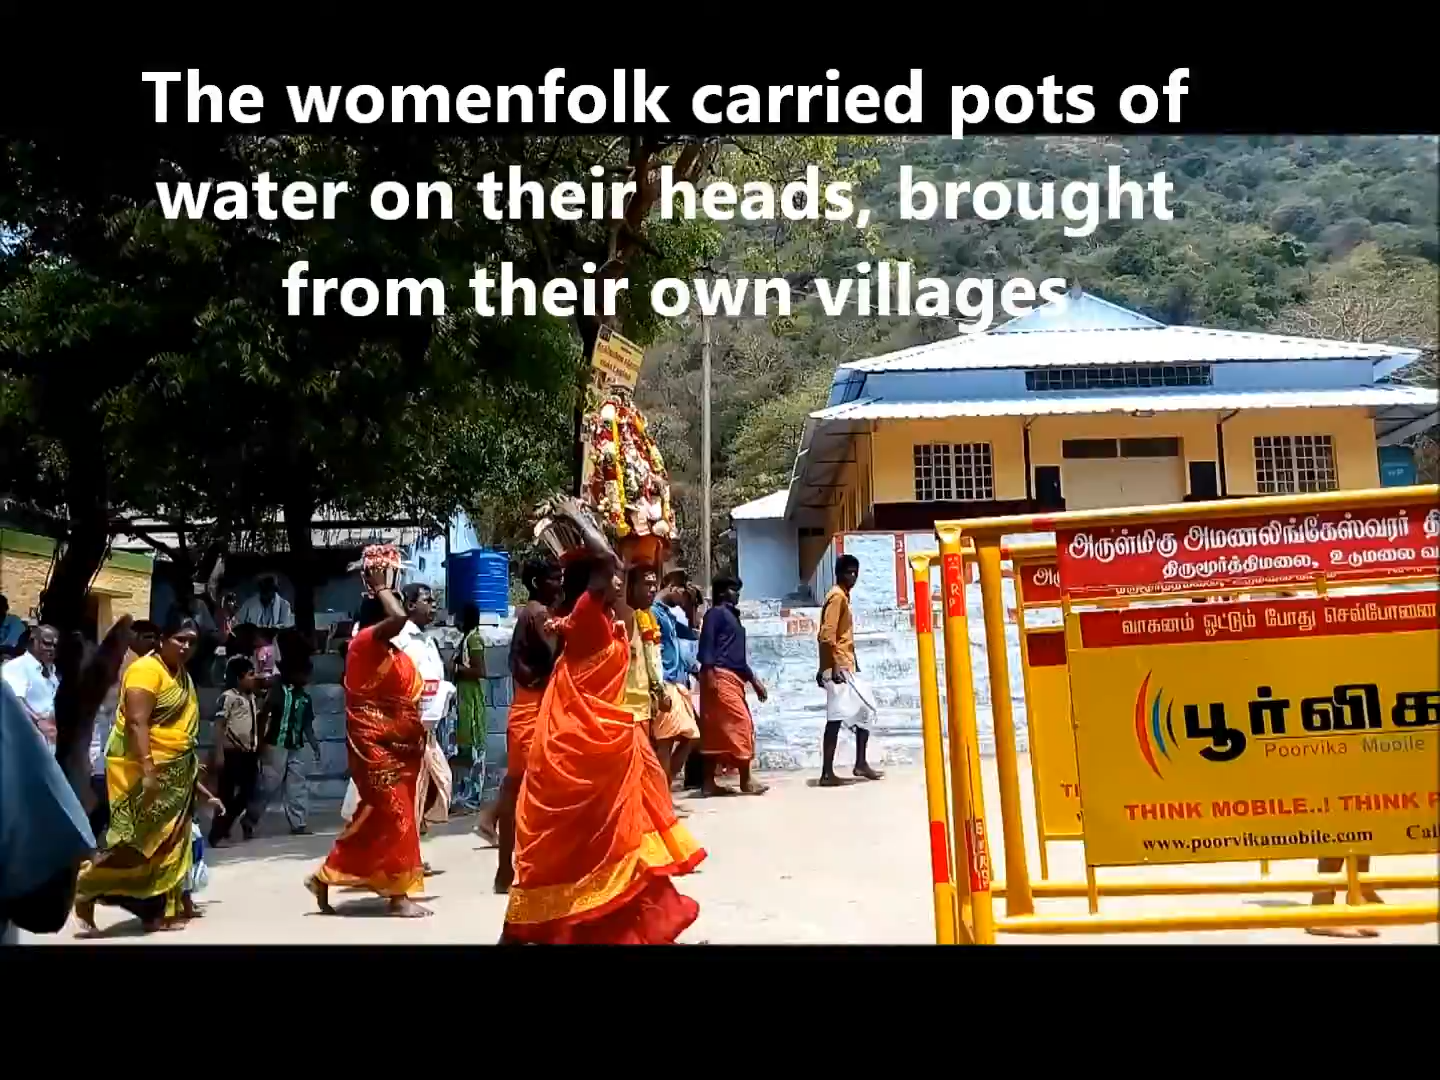 The womenfolk carried pots of
water on their heads, brought
from their own villages
அருள்மிகு அமணலிங்கேஸ்வரர் தி
திருமூர்த்திமலை, உடுமலை வ
வாகனம் ஓட்டும் போது செல்போனை
பூர்விக
Poorvika Mobile
THINK MOBILE..! THINK P
www.poorvikamobile.com Call